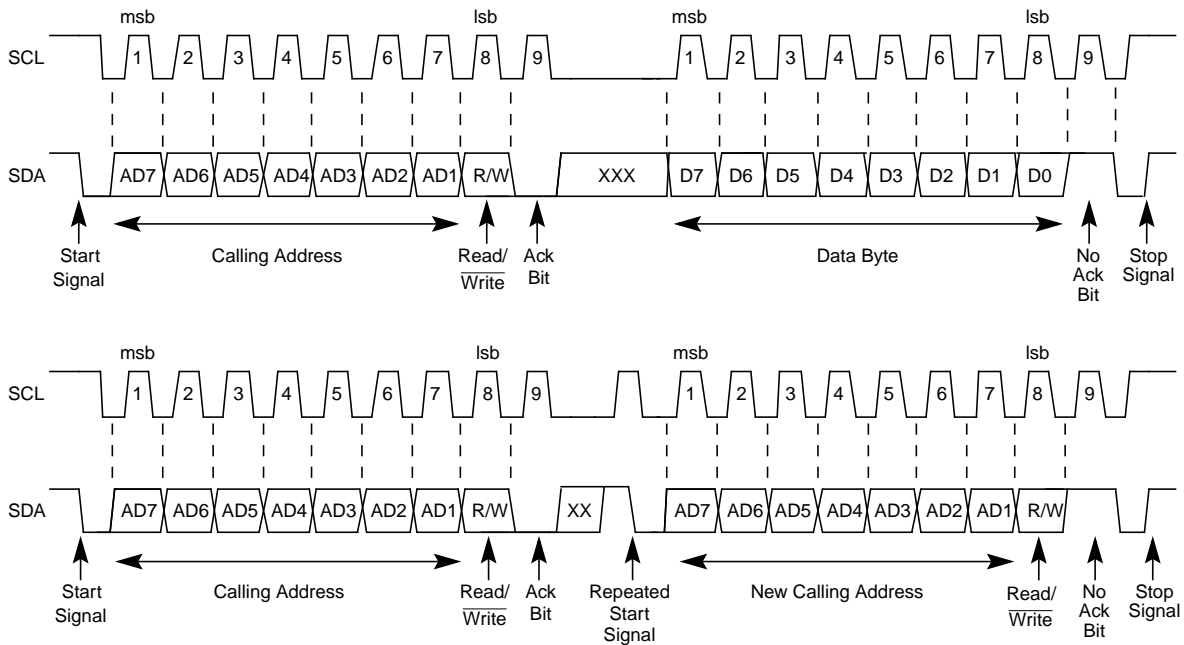 msb lsb msb lsb
SCL 1 2 3 4 5 6 7 8 9 1 2 3 4 5 6 7 8 9
SDA AD7 AD6 AD5 AD4 AD3 AD2 AD1 R/W XXX D7 D6 D5 D4 D3 D2 D1 D0
Start Signal
Calling Address
Read/ Write
Ack Bit
Data Byte
No Ack Bit
Stop Signal
msb lsb msb lsb
SCL 1 2 3 4 5 6 7 8 9 1 2 3 4 5 6 7 8 9
SDA AD7 AD6 AD5 AD4 AD3 AD2 AD1 R/W XX AD7 AD6 AD5 AD4 AD3 AD2 AD1 R/W
Start Signal
Calling Address
Read/ Write
Ack Bit
Repeated Start Signal
New Calling Address
Read/ Write
No Ack Bit
Stop Signal